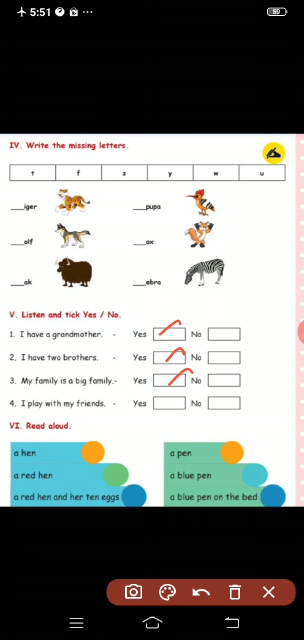 5:51 ...
59
IV. Write the missing letters.
t f z y w u
___iger ___pupa
___olf ___ox
___ak ___ebra
V. Listen and tick Yes / No.
1. I have a grandmother. - Yes No
2. I have two brothers. - Yes No
3. My family is a big family.- Yes No
4. I play with my friends. - Yes No
VI. Read aloud.
a hen a pen
a red hen a blue pen
a red hen and her ten eggs a blue pen on the bed